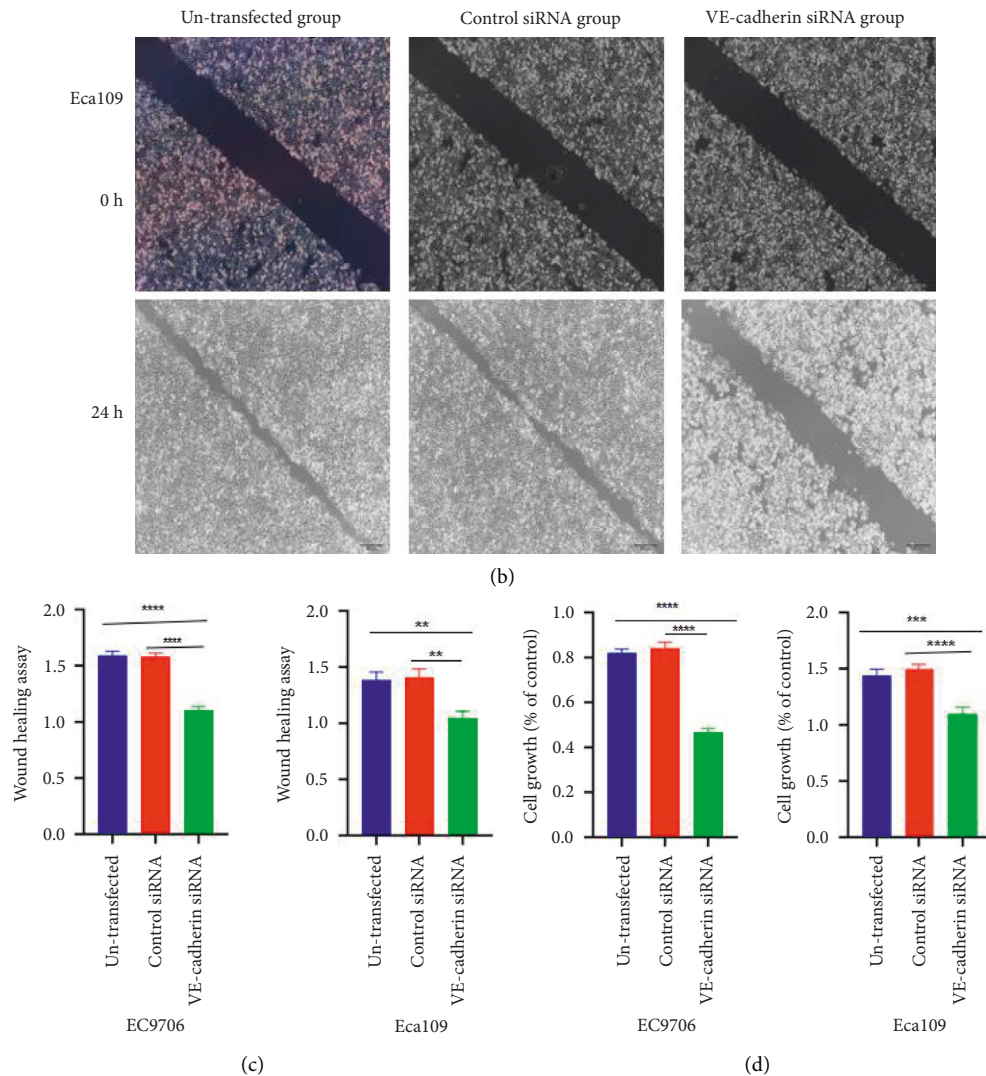 Un-transfected group
Control siRNA group
VE-cadherin siRNA group
Eca109
0 h
24 h
(b)
Wound healing assay
2.0
1.5
1.0
0.5
0.0
****
****
Un-transfected
Control siRNA
VE-cadherin siRNA
EC9706
Wound healing assay
2.0
1.5
1.0
0.5
0.0
**
**
Un-transfected
Control siRNA
VE-cadherin siRNA
Eca109
(c)
Cell growth (% of control)
1.0
0.8
0.6
0.4
0.2
0.0
****
****
Un-transfected
Control siRNA
VE-cadherin siRNA
EC9706
Cell growth (% of control)
2.0
1.5
1.0
0.5
0.0
***
****
Un-transfected
Control siRNA
VE-cadherin siRNA
Eca109
(d)